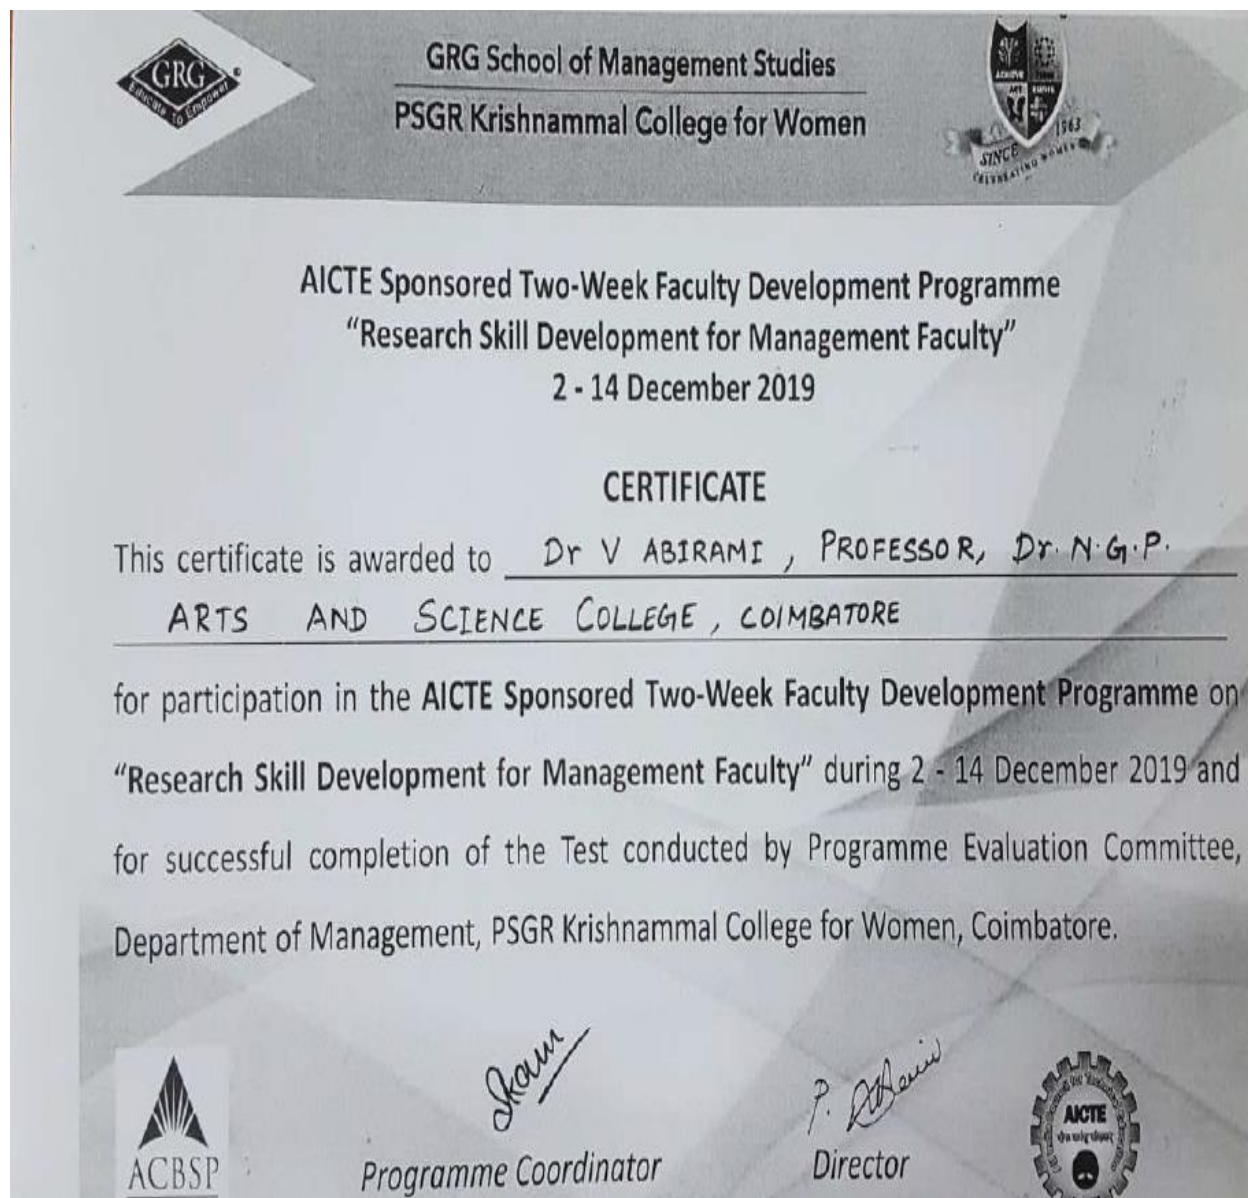 GRG
Educate To Empower
GRG School of Management Studies
PSGR Krishnammal College for Women
SINCE 1963
CELEBRATING WOMEN
AICTE Sponsored Two-Week Faculty Development Programme
“Research Skill Development for Management Faculty”
2 - 14 December 2019
CERTIFICATE
This certificate is awarded to Dr V ABIRAMI, PROFESSOR, Dr. N.G.P.
ARTS AND SCIENCE COLLEGE, COIMBATORE
for participation in the AICTE Sponsored Two-Week Faculty Development Programme on
“Research Skill Development for Management Faculty” during 2 - 14 December 2019 and
for successful completion of the Test conducted by Programme Evaluation Committee,
Department of Management, PSGR Krishnammal College for Women, Coimbatore.
ACBSP
Programme Coordinator
P.
Director
AICTE